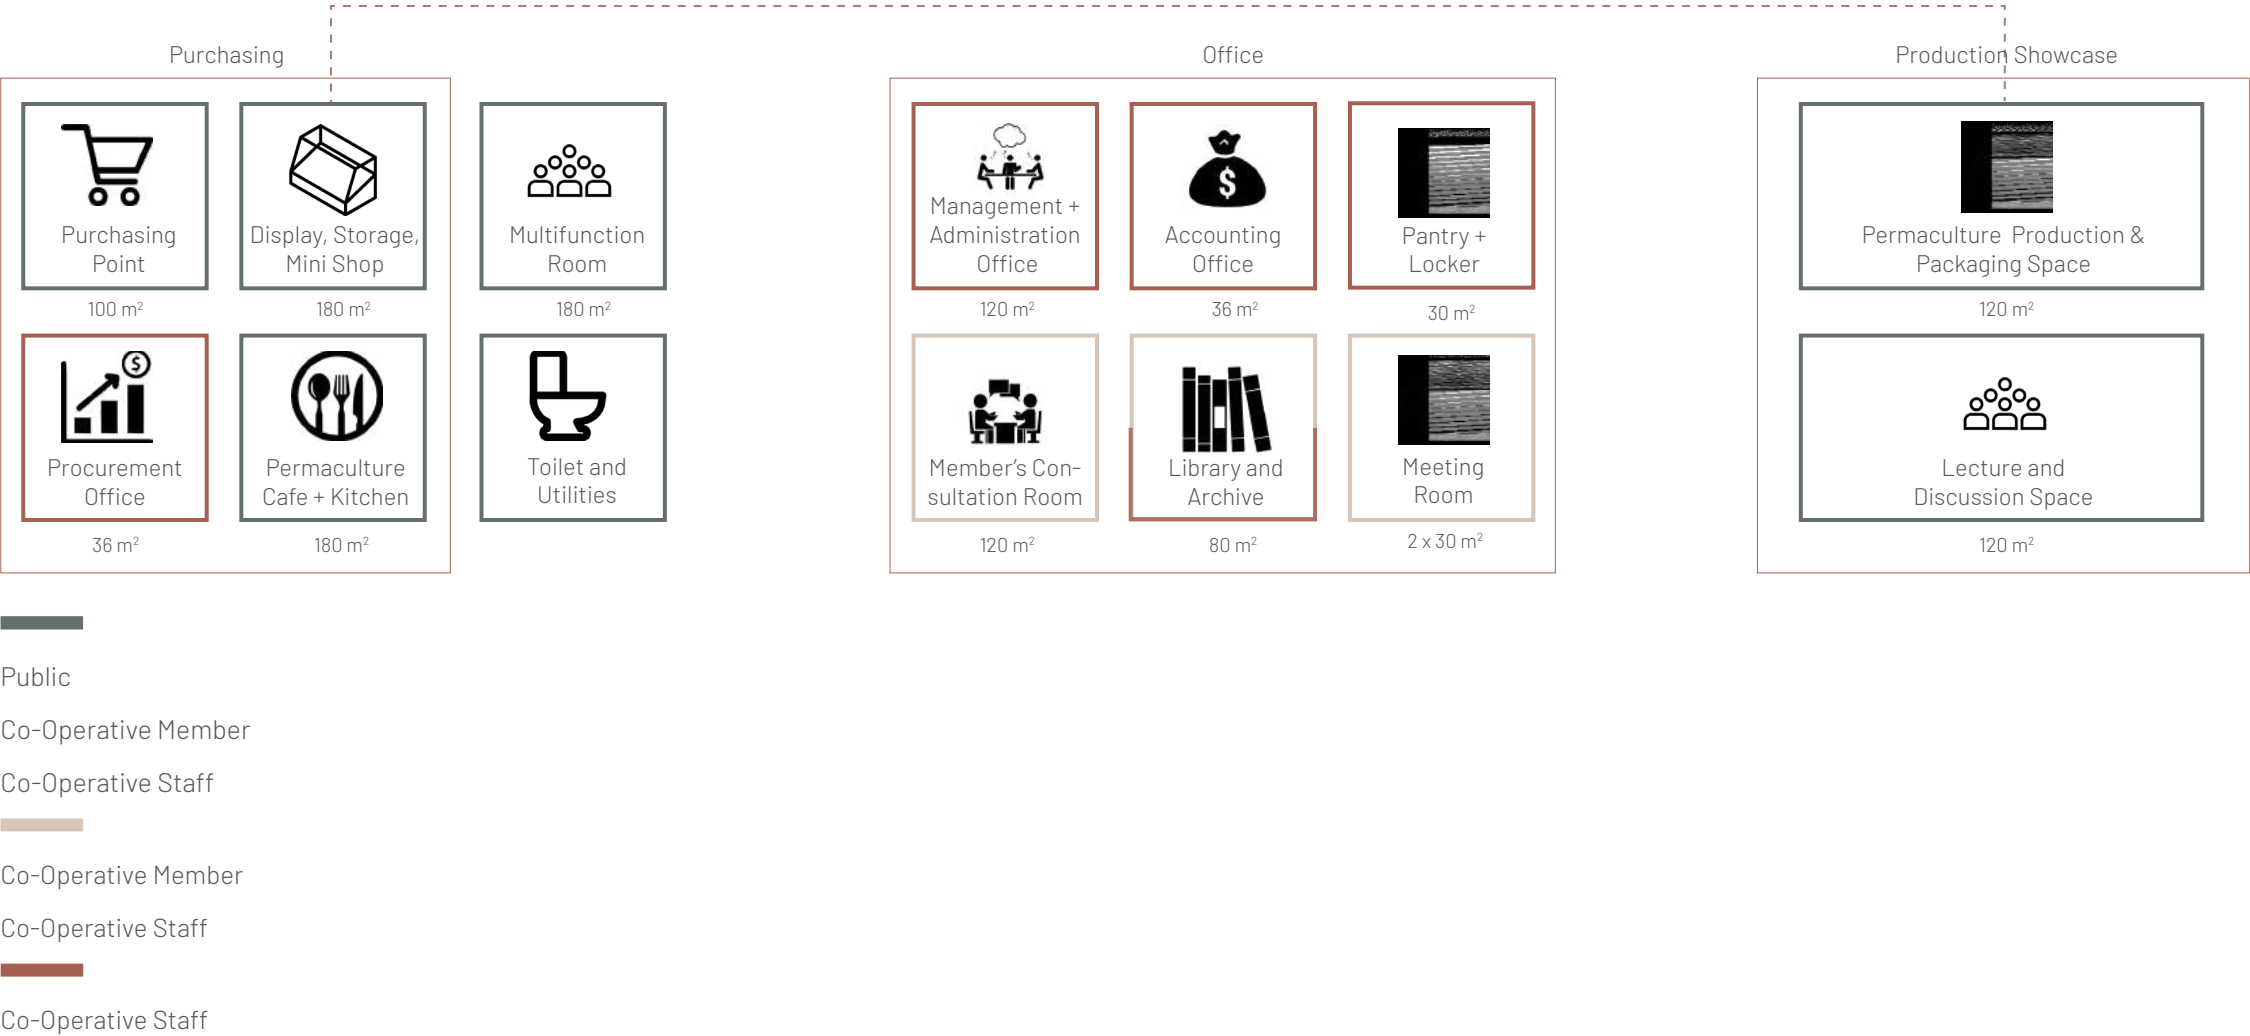 Purchasing
Office
Production Showcase
Purchasing
Point
100 m²
Display, Storage,
Mini Shop
180 m²
Multifunction
Room
180 m²
Management +
Administration
Office
120 m²
$
Accounting
Office
36 m²
Pantry +
Locker
30 m²
Permaculture Production &
Packaging Space
120 m²
$
Procurement
Office
36 m²
Permaculture
Cafe + Kitchen
180 m²
Toilet and
Utilities
Member's Con-
sultation Room
120 m²
Library and
Archive
80 m²
Meeting
Room
2 x 30 m²
Lecture and
Discussion Space
120 m²
Public
Co-Operative Member
Co-Operative Staff
Co-Operative Member
Co-Operative Staff
Co-Operative Staff